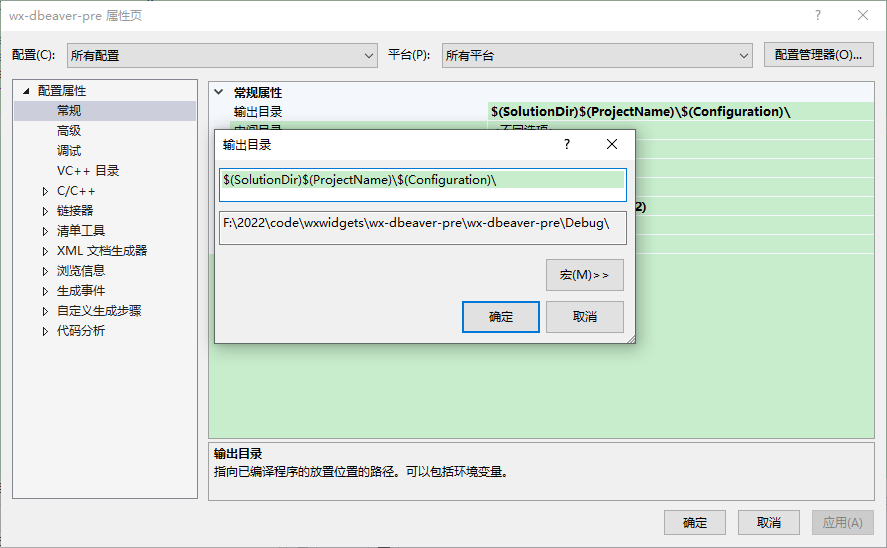 wx-dbeaver-pre 属性页
配置(C): 所有配置 平台(P): 所有平台 配置管理器(O)...
配置属性
常规
高级
调试
VC++ 目录
C/C++
链接器
清单工具
XML 文档生成器
浏览信息
生成事件
自定义生成步骤
代码分析
常规属性
输出目录 $(SolutionDir)$(ProjectName)\$(Configuration)\
输出目录
$(SolutionDir)$(ProjectName)\$(Configuration)\
F:\2022\code\wxwidgets\wx-dbeaver-pre\wx-dbeaver-pre\Debug\
宏(M)>>
确定 取消
2)
输出目录
指向已编译程序的放置位置的路径。可以包括环境变量。
确定 取消 应用(A)